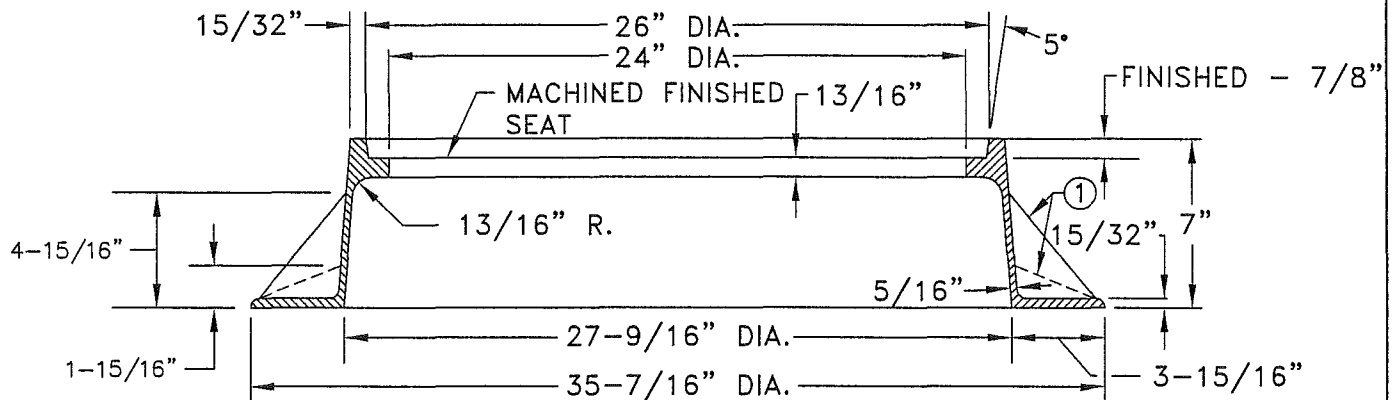 15/32”
26” DIA.
5°
24” DIA.
FINISHED - 7/8”
MACHINED FINISHED
SEAT
13/16”
1
13/16” R.
15/32”
7”
4-15/16”
5/16”
27-9/16” DIA.
1-15/16”
35-7/16” DIA.
3-15/16”